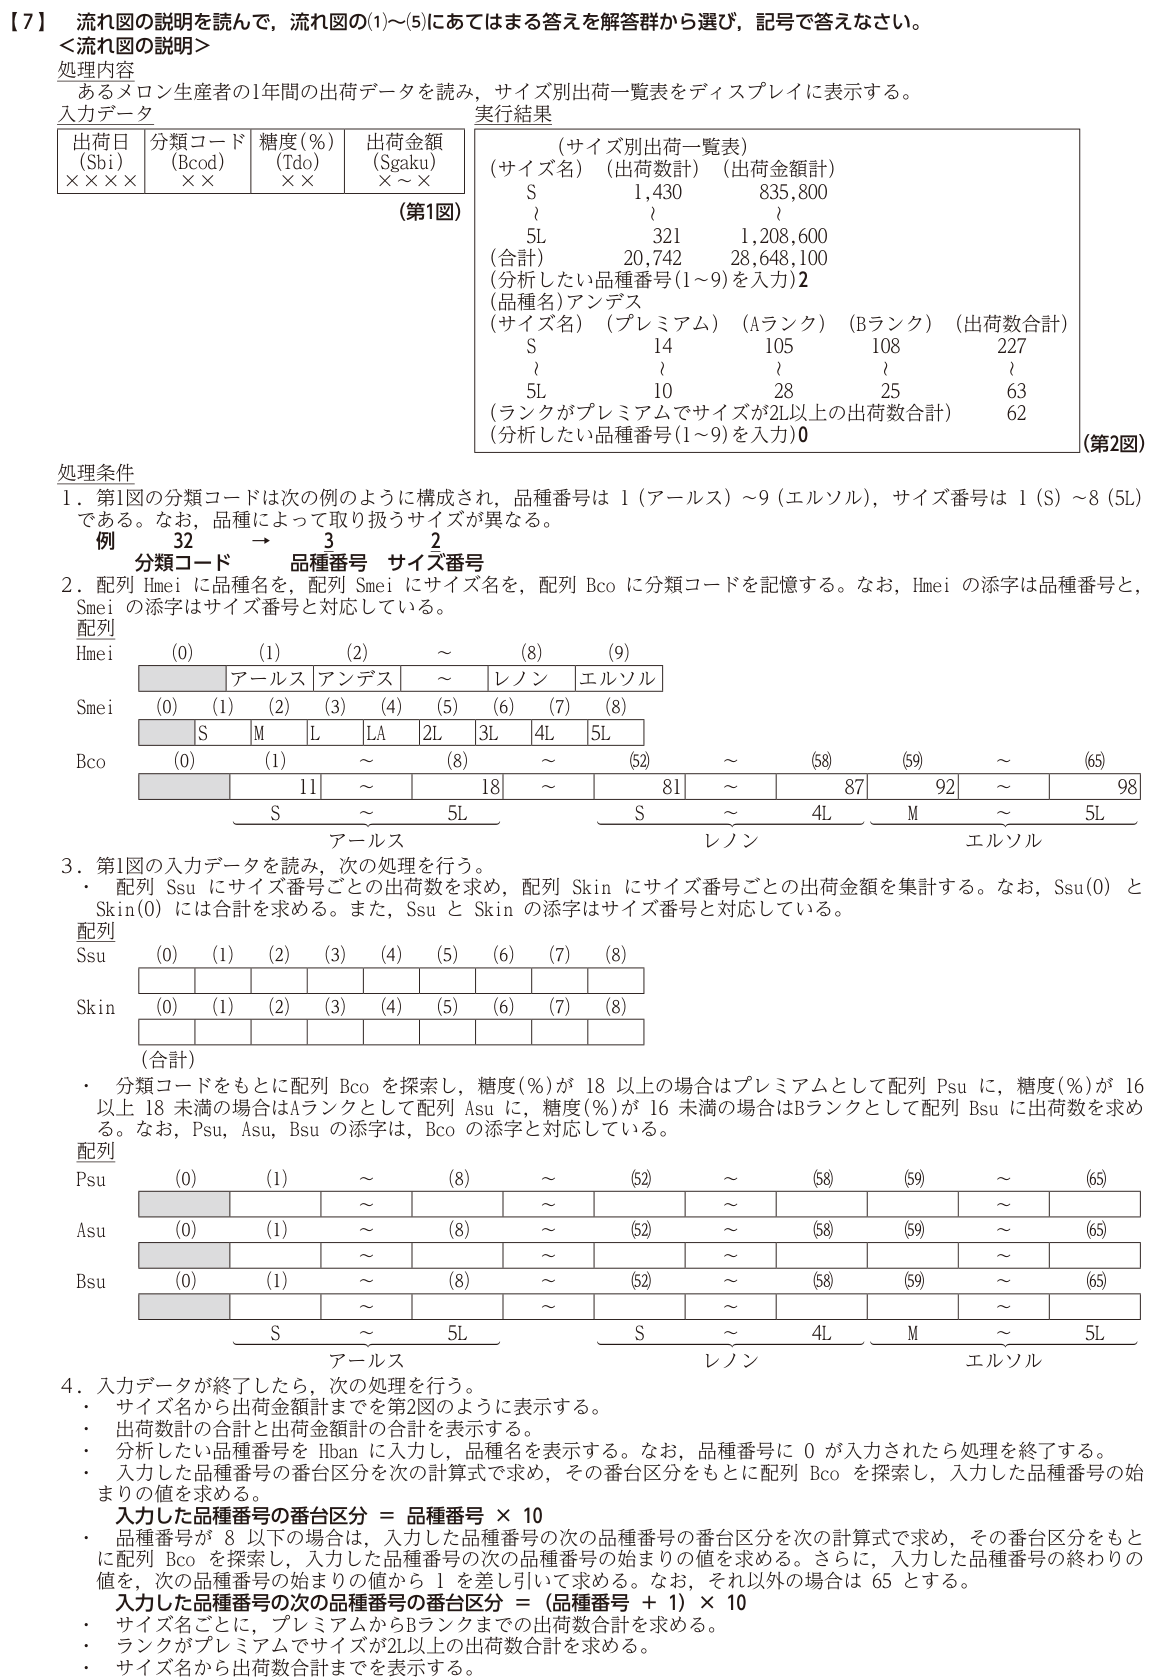 【7】 流れ図の説明を読んで，流れ図の⑴～⑸にあてはまる答えを解答群から選び，記号で答えなさい。
＜流れ図の説明＞
処理内容
あるメロン生産者の1年間の出荷データを読み，サイズ別出荷一覧表をディスプレイに表示する。
入力データ
出荷日 分類コード 糖度(％) 出荷金額
(Sbi) (Bcod) (Tdo) (Sgaku)
×××× ×× ×× ×～×
(第1図)
実行結果
(サイズ別出荷一覧表)
(サイズ名) (出荷数計) (出荷金額計)
S 1,430 835,800
～ ～ ～
5L 321 1,208,600
(合計) 20,742 28,648,100
(分析したい品種番号(1～9)を入力)2
(品種名)アンデス
(サイズ名) (プレミアム) (Aランク) (Bランク) (出荷数合計)
S 14 105 108 227
～ ～ ～ ～ ～
5L 10 28 25 63
(ランクがプレミアムでサイズが2L以上の出荷数合計) 62
(分析したい品種番号(1～9)を入力)0
(第2図)
処理条件
１．第1図の分類コードは次の例のように構成され，品種番号は 1（アールス）～9（エルソル），サイズ番号は 1（S）～8（5L）
である。なお，品種によって取り扱うサイズが異なる。
例 32 → 3 2
分類コード 品種番号 サイズ番号
２．配列 Hmei に品種名を，配列 Smei にサイズ名を，配列 Bco に分類コードを記憶する。なお，Hmei の添字は品種番号と，
Smei の添字はサイズ番号と対応している。
配列
Hmei (0) (1) (2) ～ (8) (9)
アールス アンデス ～ レノン エルソル
Smei (0) (1) (2) (3) (4) (5) (6) (7) (8)
S M L LA 2L 3L 4L 5L
Bco (0) (1) ～ (8) ～ (52) ～ (58) (59) ～ (65)
11 ～ 18 ～ 81 ～ 87 92 ～ 98
S ～ 5L S ～ 4L M ～ 5L
アールス レノン エルソル
３．第1図の入力データを読み，次の処理を行う。
・ 配列 Ssu にサイズ番号ごとの出荷数を求め，配列 Skin にサイズ番号ごとの出荷金額を集計する。なお，Ssu(0) と
Skin(0) には合計を求める。また，Ssu と Skin の添字はサイズ番号と対応している。
配列
Ssu (0) (1) (2) (3) (4) (5) (6) (7) (8)
Skin (0) (1) (2) (3) (4) (5) (6) (7) (8)
(合計)
・ 分類コードをもとに配列 Bco を探索し，糖度(％)が 18 以上の場合はプレミアムとして配列 Psu に，糖度(％)が 16
以上 18 未満の場合はAランクとして配列 Asu に，糖度(％)が 16 未満の場合はBランクとして配列 Bsu に出荷数を求め
る。なお，Psu，Asu，Bsu の添字は，Bco の添字と対応している。
配列
Psu (0) (1) ～ (8) ～ (52) ～ (58) (59) ～ (65)
～ ～ ～ ～
Asu (0) (1) ～ (8) ～ (52) ～ (58) (59) ～ (65)
～ ～ ～ ～
Bsu (0) (1) ～ (8) ～ (52) ～ (58) (59) ～ (65)
～ ～ ～ ～
S ～ 5L S ～ 4L M ～ 5L
アールス レノン エルソル
４．入力データが終了したら，次の処理を行う。
・ サイズ名から出荷金額計までを第2図のように表示する。
・ 出荷数計の合計と出荷金額計の合計を表示する。
・ 分析したい品種番号を Hban に入力し，品種名を表示する。なお，品種番号に 0 が入力されたら処理を終了する。
・ 入力した品種番号の番台区分を次の計算式で求め，その番台区分をもとに配列 Bco を探索し，入力した品種番号の始
まりの値を求める。
入力した品種番号の番台区分 ＝ 品種番号 × 10
・ 品種番号が 8 以下の場合は，入力した品種番号の次の品種番号の番台区分を次の計算式で求め，その番台区分をもと
に配列 Bco を探索し，入力した品種番号の次の品種番号の始まりの値を求める。さらに，入力した品種番号の終わりの
値を，次の品種番号の始まりの値から 1 を差し引いて求める。なお，それ以外の場合は 65 とする。
入力した品種番号の次の品種番号の番台区分 ＝（品種番号 ＋ 1）× 10
・ サイズ名ごとに，プレミアムからBランクまでの出荷数合計を求める。
・ ランクがプレミアムでサイズが2L以上の出荷数合計を求める。
・ サイズ名から出荷数合計までを表示する。